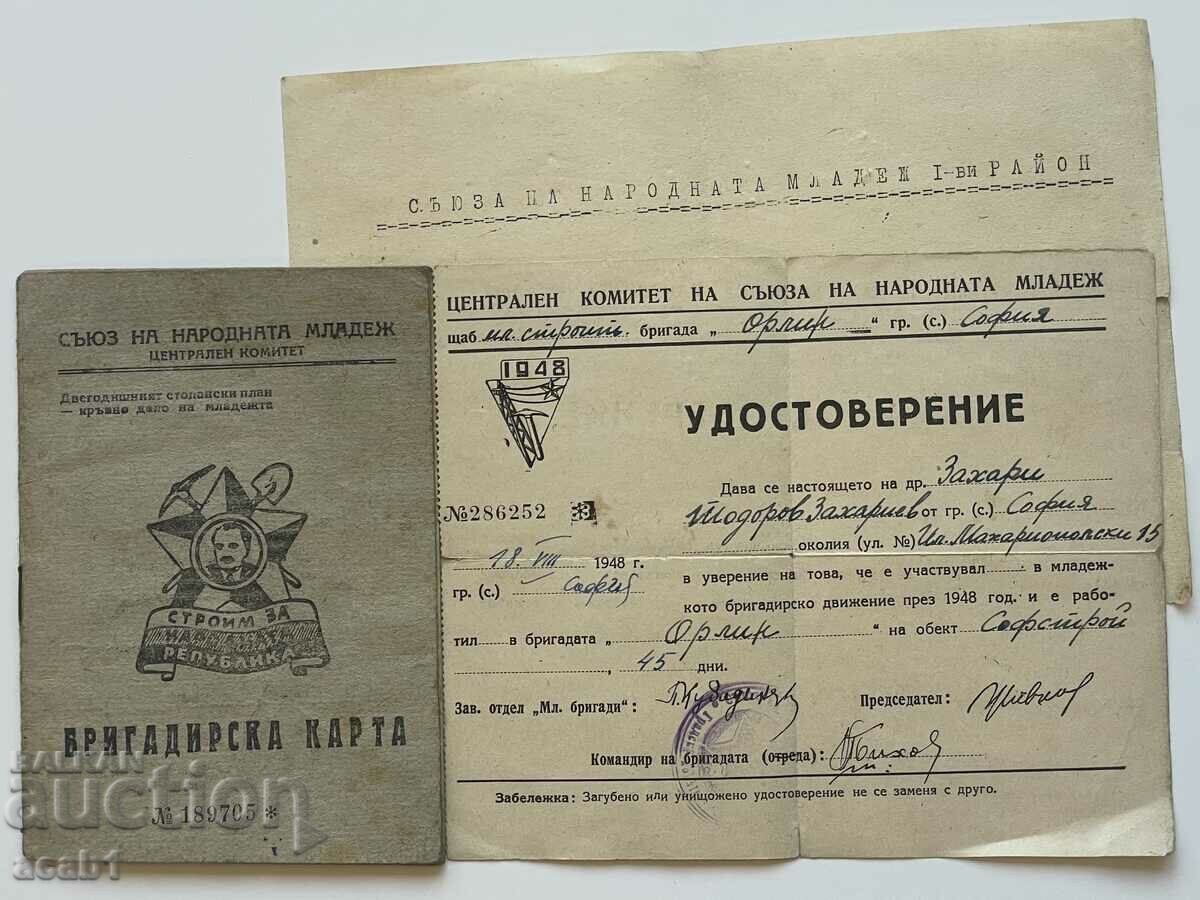 СЪЮЗА НА НАРОДНАТА МЛАДЕЖ I-ви РАЙОН
СЪЮЗ НА НАРОДНАТА МЛАДЕЖ
ЦЕНТРАЛЕН КОМИТЕТ
Двегодишният стопански план
— кръвно дело на младежта
СТРОИМ ЗА
РЕПУБЛИКА
БРИГАДИРСКА КАРТА
№ 189705 *
ЦЕНТРАЛЕН КОМИТЕТ НА СЪЮЗА НА НАРОДНАТА МЛАДЕЖ
щаб мл. строит. бригада „ Орлик “ гр. (с.) София
1948
УДОСТОВЕРЕНИЕ
Дава се настоящето на др. Захари
№286252
Тодоров Захариев от гр. (с.) София
околия (ул. №) Ил. 15
18. VIII 1948 г.
гр. (с.) София
в уверение на това, че е участвувал в младеж-
кото бригадирско движение през 1948 год. и е рабо-
тил в бригадата „ Орлик “ на обект Софстрой
, 45 дни.
Зав. отдел „Мл. бригади“:
Председател:
Командир на бригадата (отреда):
Забележка: Загубено или унищожено удостоверение не се заменя с друго.
BALKAN
auction
acab1